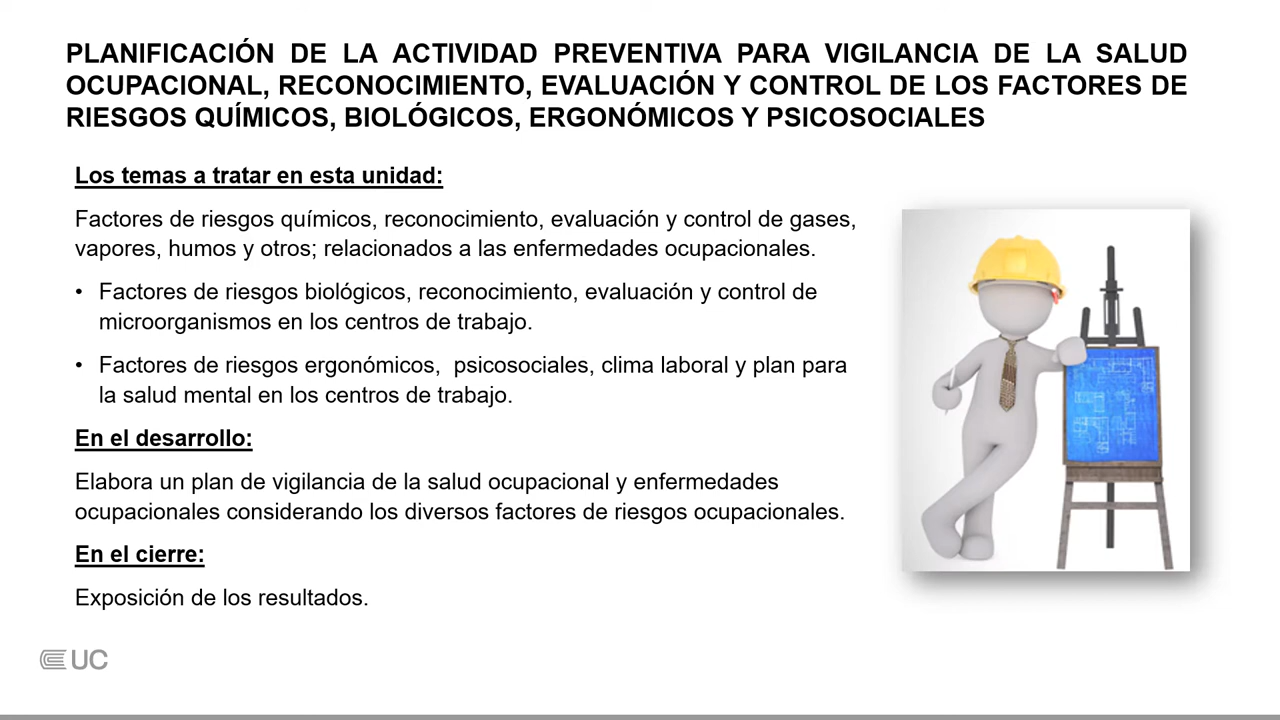 PLANIFICACIÓN DE LA ACTIVIDAD PREVENTIVA PARA VIGILANCIA DE LA SALUD
OCUPACIONAL, RECONOCIMIENTO, EVALUACIÓN Y CONTROL DE LOS FACTORES DE
RIESGOS QUÍMICOS, BIOLÓGICOS, ERGONÓMICOS Y PSICOSOCIALES
Los temas a tratar en esta unidad:
Factores de riesgos químicos, reconocimiento, evaluación y control de gases,
vapores, humos y otros; relacionados a las enfermedades ocupacionales.
• Factores de riesgos biológicos, reconocimiento, evaluación y control de
microorganismos en los centros de trabajo.
• Factores de riesgos ergonómicos,  psicosociales, clima laboral y plan para
la salud mental en los centros de trabajo.
En el desarrollo:
Elabora un plan de vigilancia de la salud ocupacional y enfermedades
ocupacionales considerando los diversos factores de riesgos ocupacionales.
En el cierre:
Exposición de los resultados.
UC